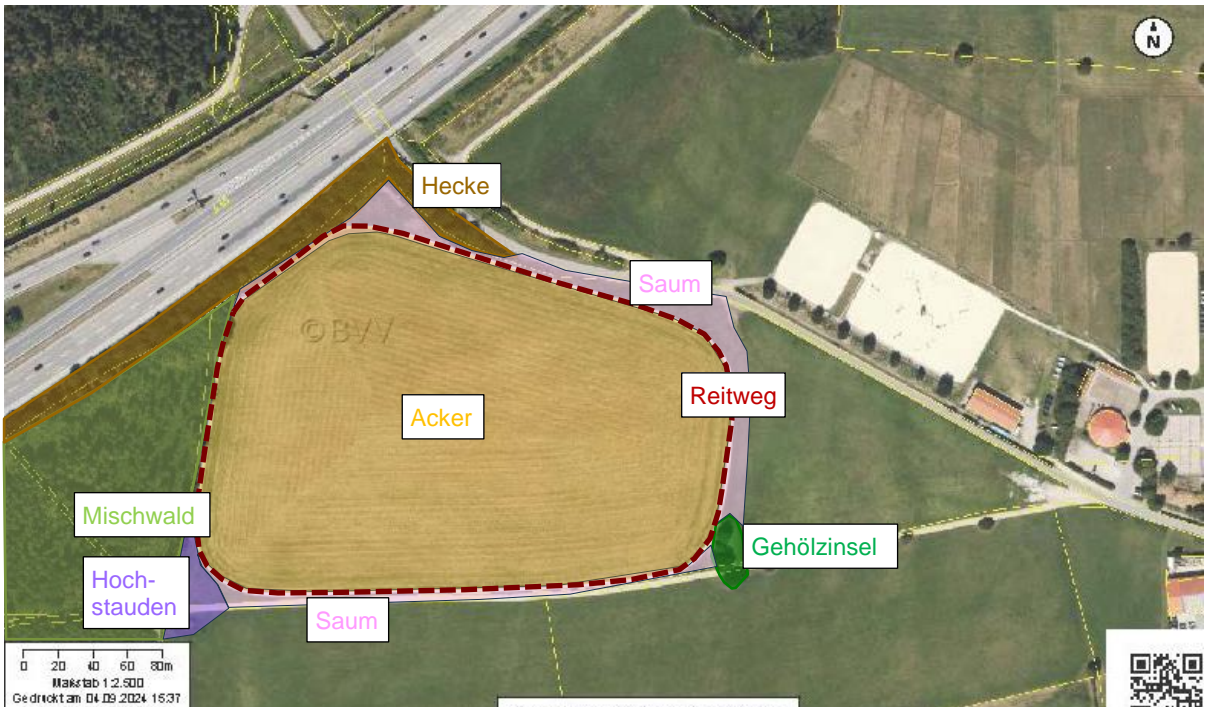 N
Hecke
Saum
©BVV
Reitweg
Acker
Mischwald
Gehölzinsel
Hoch-
stauden
Saum
0 20 40 60 80m
Maßstab 1:2.500
Gedruckt am 04.09.2024 15:37